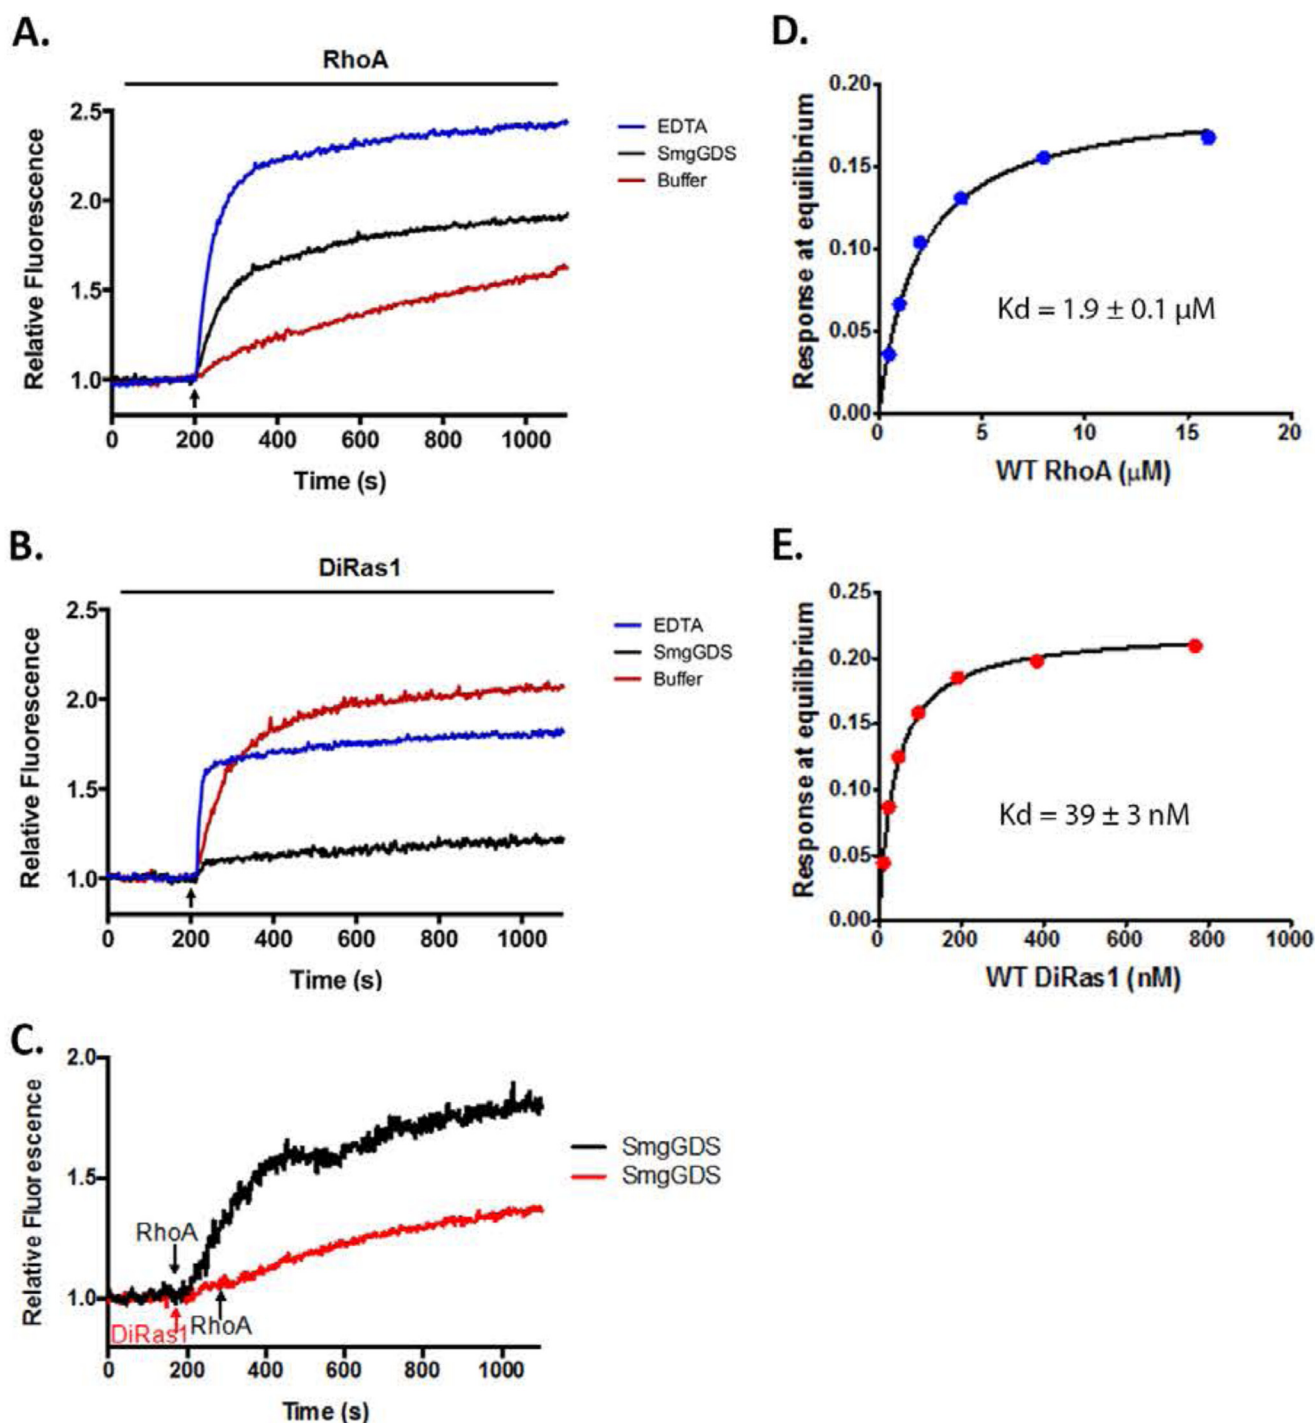 A.
RhoA
2.5
2.0
1.5
1.0
0 200 400 600 800 1000
Relative Fluorescence
Time (s)
EDTA
SmgGDS
Buffer
D.
0.20
0.15
0.10
0.05
0.00
0 5 10 15 20
Response at equilibrium
Kd = 1.9 ± 0.1 µM
WT RhoA (µM)
B.
DiRas1
2.5
2.0
1.5
1.0
0 200 400 600 800 1000
Relative Fluorescence
Time (s)
EDTA
SmgGDS
Buffer
E.
0.25
0.20
0.15
0.10
0.05
0.00
0 200 400 600 800 1000
Response at equilibrium
Kd = 39 ± 3 nM
WT DiRas1 (nM)
C.
2.0
1.5
1.0
0 200 400 600 800 1000
Relative Fluorescence
Time (s)
RhoA
DiRas1
RhoA
SmgGDS
SmgGDS